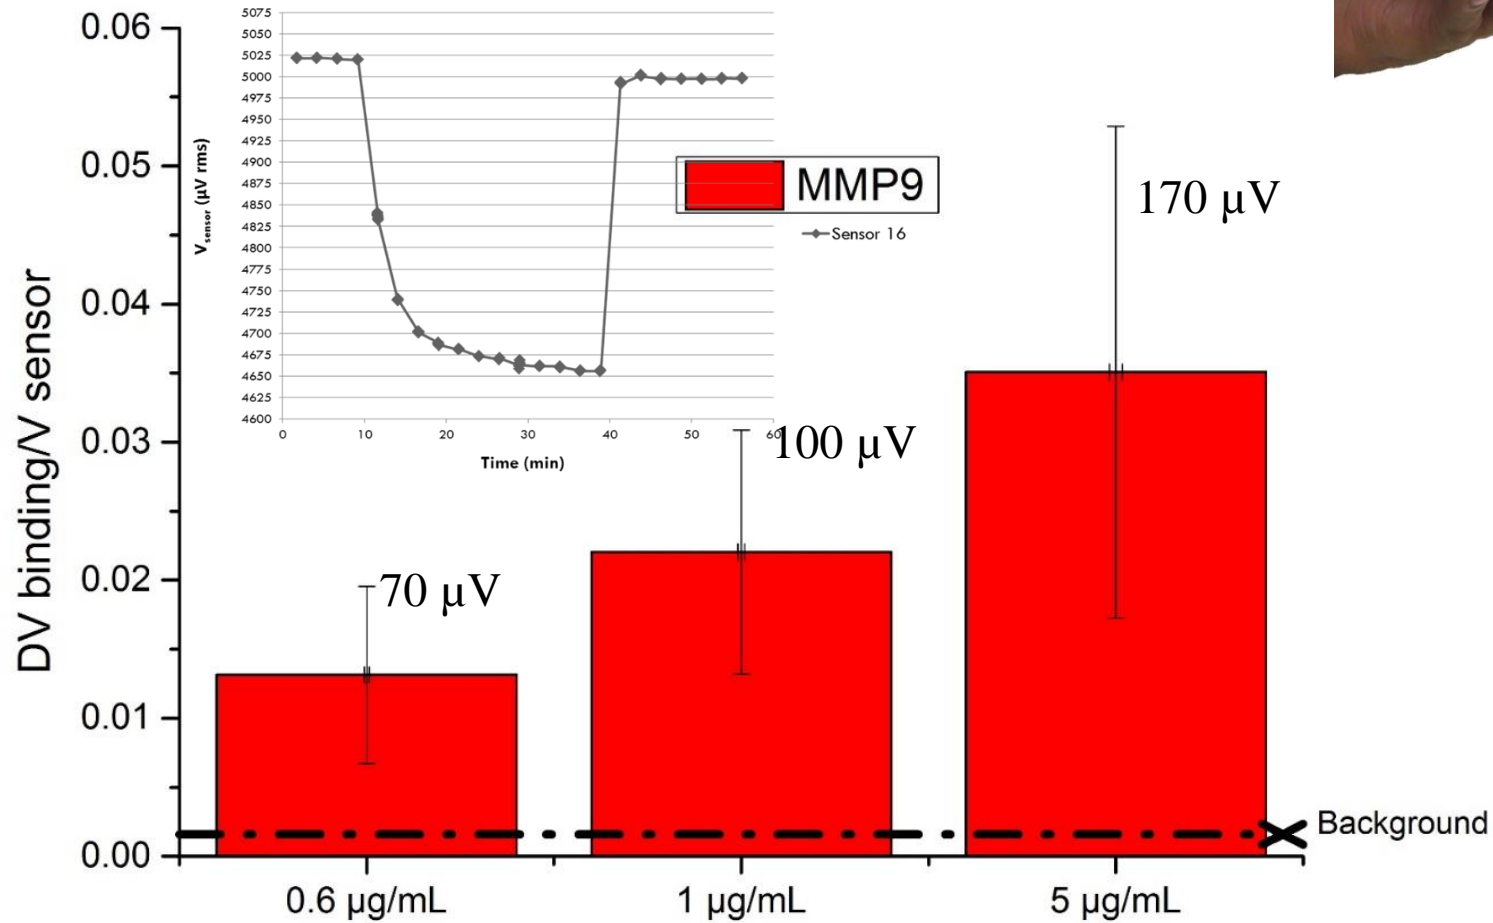 0.06
0.05
0.04
0.03
0.02
0.01
0.00
DV binding/V sensor
5075
5050
5025
5000
4975
4950
4925
4900
4875
4850
4825
4800
4775
4750
4725
4700
4675
4650
4625
4600
V sensor (µV rms)
0 10 20 30 40 50 60
Time (min)
MMP9
Sensor 16
70 µV
100 µV
170 µV
Background
0.6 µg/mL 1 µg/mL 5 µg/mL